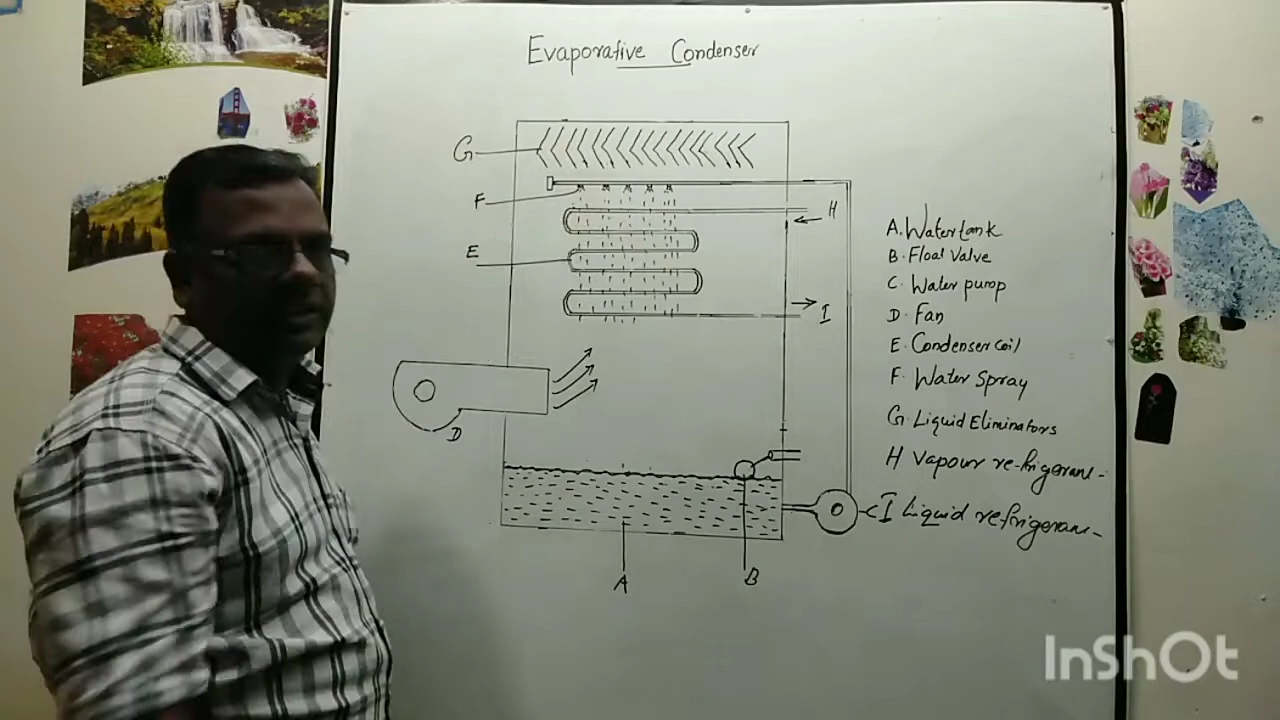 Evaporative Condenser
G
F
H
E
I
D
A
B
C
A. Water tank
B. Float Valve
C. Water pump
D. Fan
E. Condenser coil
F. Water Spray
G. Liquid Eliminators
H Vapour refrigerant
I Liquid refrigerant
InShOt